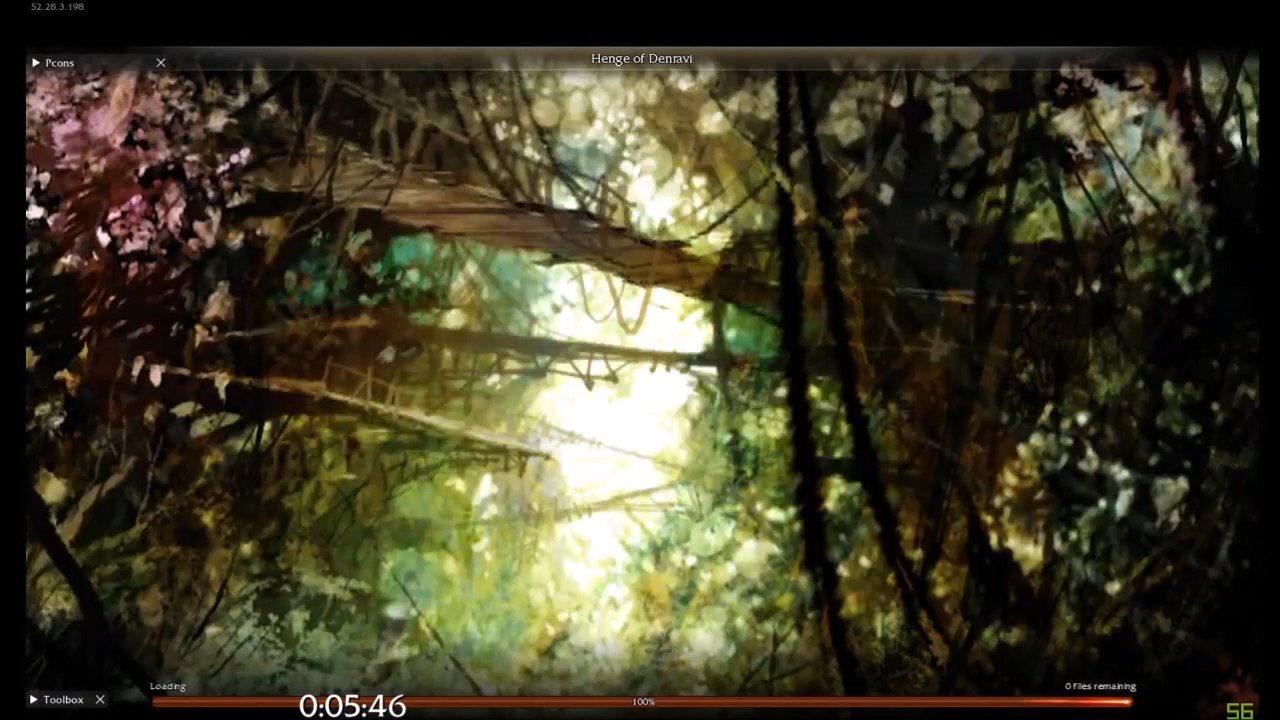 52.28.3.198
Henge of Denravi
Pcons
Loading
0 files remaining
Toolbox
0:05:46
100%
56